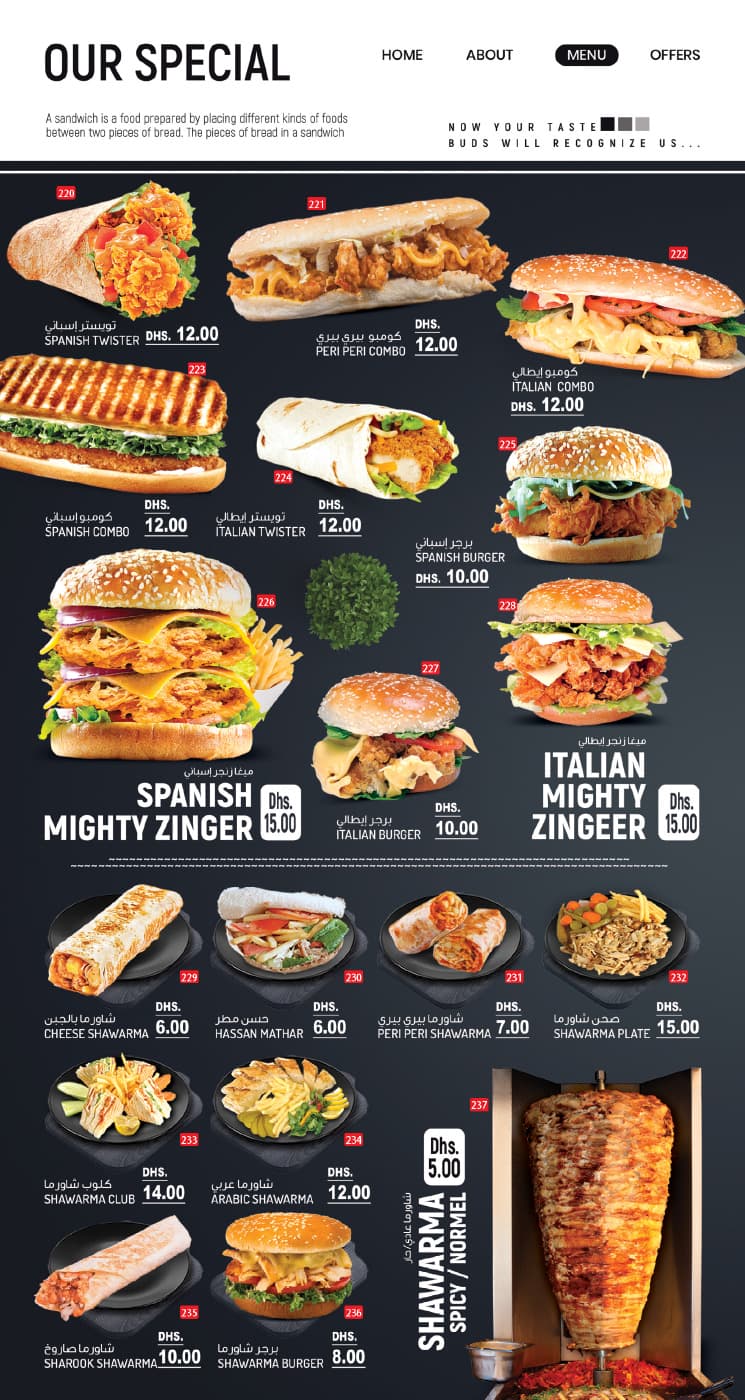 OUR SPECIAL
HOME ABOUT MENU OFFERS
A sandwich is a food prepared by placing different kinds of foods
between two pieces of bread. The pieces of bread in a sandwich
NOW YOUR TASTE
BUDS WILL RECOGNIZE US...
220
تويستر إسباني
SPANISH TWISTER DHS. 12.00
221
كومبو بيري بيري
PERI PERI COMBO
DHS.
12.00
222
كومبو إيطالي
ITALIAN COMBO
DHS. 12.00
223
كومبو إسباني
SPANISH COMBO
DHS.
12.00
224
تويستر إيطالي
ITALIAN TWISTER
DHS.
12.00
225
برجر إسباني
SPANISH BURGER
DHS. 10.00
226
ميغا زنجر إسباني
SPANISH
MIGHTY ZINGER
Dhs.
15.00
227
برجر إيطالي
ITALIAN BURGER
DHS.
10.00
228
ميغا زنجر إيطالي
ITALIAN
MIGHTY
ZINGEER
Dhs.
15.00
229
شاورما بالجبن
CHEESE SHAWARMA
DHS.
6.00
230
حسن مطر
HASSAN MATHAR
DHS.
6.00
231
شاورما بيري بيري
PERI PERI SHAWARMA
DHS.
7.00
232
صحن شاورما
SHAWARMA PLATE
DHS.
15.00
233
كلوب شاورما
SHAWARMA CLUB
DHS.
14.00
234
شاورما عربي
ARABIC SHAWARMA
DHS.
12.00
235
شاورما صاروخ
SHAROOK SHAWARMA
DHS.
10.00
236
برجر شاورما
SHAWARMA BURGER
DHS.
8.00
237
Dhs.
5.00
شاورما عادي/حار
SHAWARMA
SPICY / NORMEL